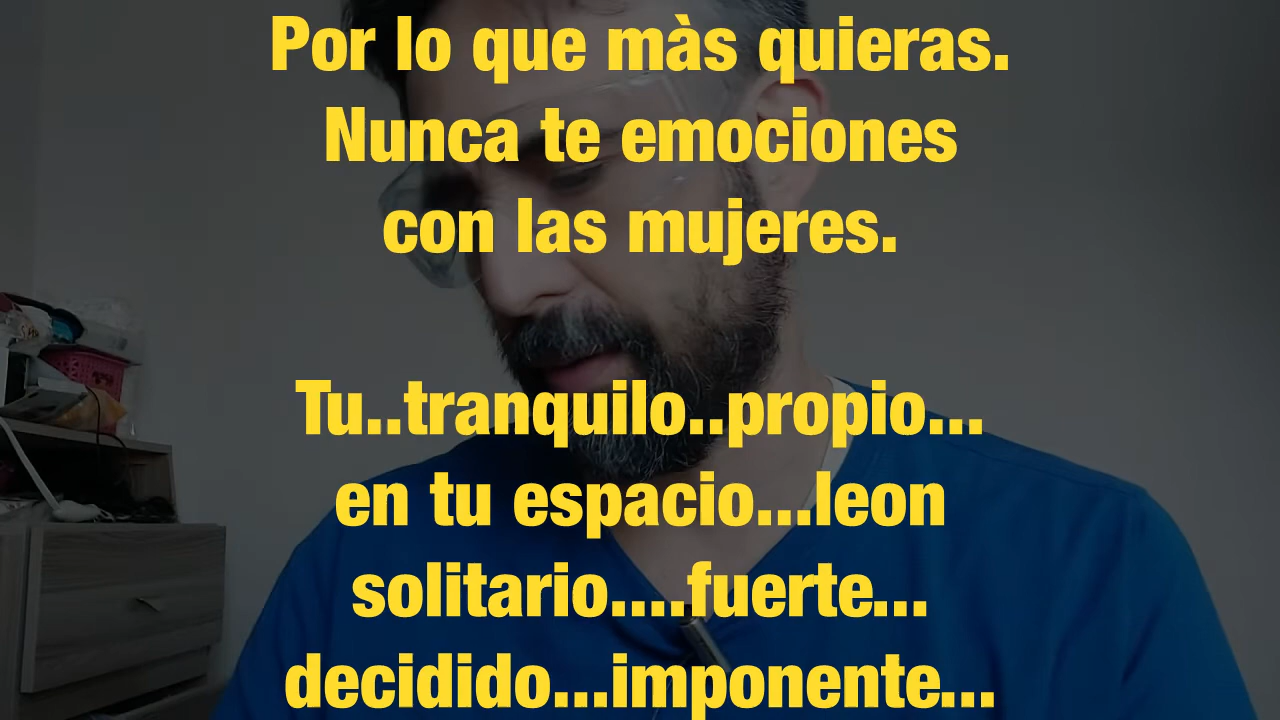 Por lo que màs quieras.
Nunca te emociones
con las mujeres.
Tu..tranquilo..propio...
en tu espacio...leon
solitario....fuerte...
decidido...imponente...